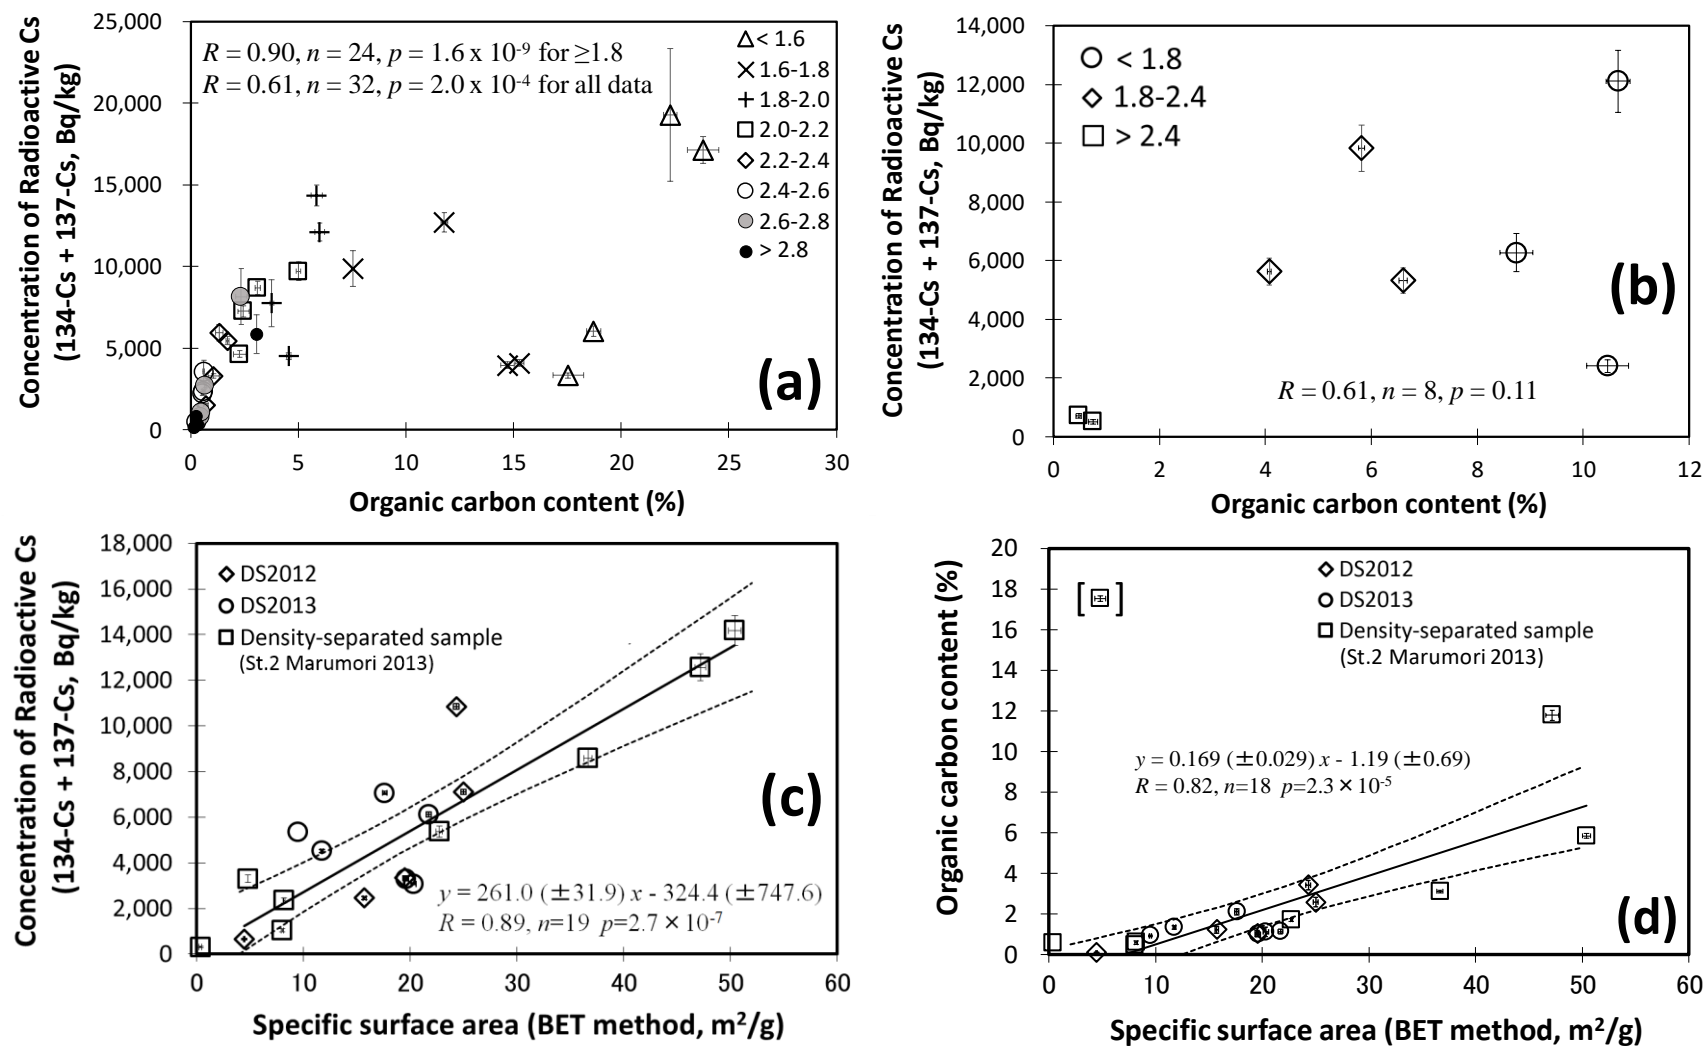 Concentration of Radioactive Cs
(134-Cs + 137-Cs, Bq/kg)
25,000
20,000
15,000
10,000
5,000
0
R = 0.90, n = 24, p = 1.6 x 10⁻⁹ for ≥1.8
R = 0.61, n = 32, p = 2.0 x 10⁻⁴ for all data
< 1.6
1.6-1.8
1.8-2.0
2.0-2.2
2.2-2.4
2.4-2.6
2.6-2.8
> 2.8
(a)
0 5 10 15 20 25 30
Organic carbon content (%)
Concentration of Radioactive Cs
(134-Cs + 137-Cs, Bq/kg)
14,000
12,000
10,000
8,000
6,000
4,000
2,000
0
< 1.8
1.8-2.4
> 2.4
(b)
R = 0.61, n = 8, p = 0.11
0 2 4 6 8 10 12
Organic carbon content (%)
Concentration of Radioactive Cs
(134-Cs + 137-Cs, Bq/kg)
18,000
16,000
14,000
12,000
10,000
8,000
6,000
4,000
2,000
0
DS2012
DS2013
Density-separated sample
(St.2 Marumori 2013)
(c)
y = 261.0 (±31.9) x - 324.4 (±747.6)
R = 0.89, n=19 p=2.7 × 10⁻⁷
0 10 20 30 40 50 60
Specific surface area (BET method, m²/g)
Organic carbon content (%)
20
18
16
14
12
10
8
6
4
2
0
[ ]
DS2012
DS2013
Density-separated sample
(St.2 Marumori 2013)
y = 0.169 (±0.029) x - 1.19 (±0.69)
R = 0.82, n=18 p=2.3 × 10⁻⁵
(d)
0 10 20 30 40 50 60
Specific surface area (BET method, m²/g)